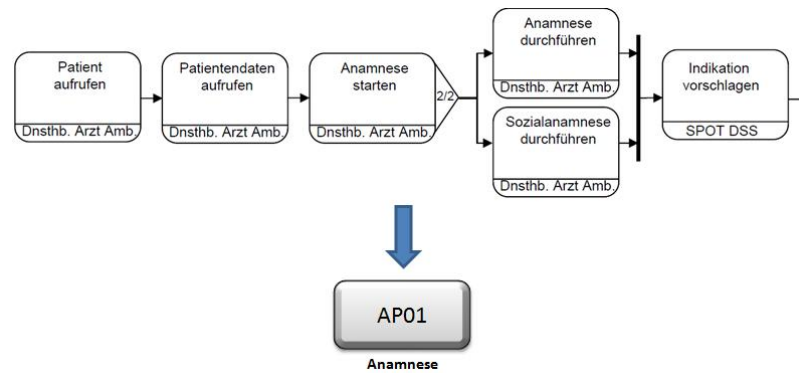 Patient
aufrufen
Dnsthb. Arzt Amb.
Patientendaten
aufrufen
Dnsthb. Arzt Amb.
Anamnese
starten
2/2
Dnsthb. Arzt Amb.
Anamnese
durchführen
Dnsthb. Arzt Amb.
Sozialanamnese
durchführen
Dnsthb. Arzt Amb.
Indikation
vorschlagen
SPOT DSS
AP01
Anamnese